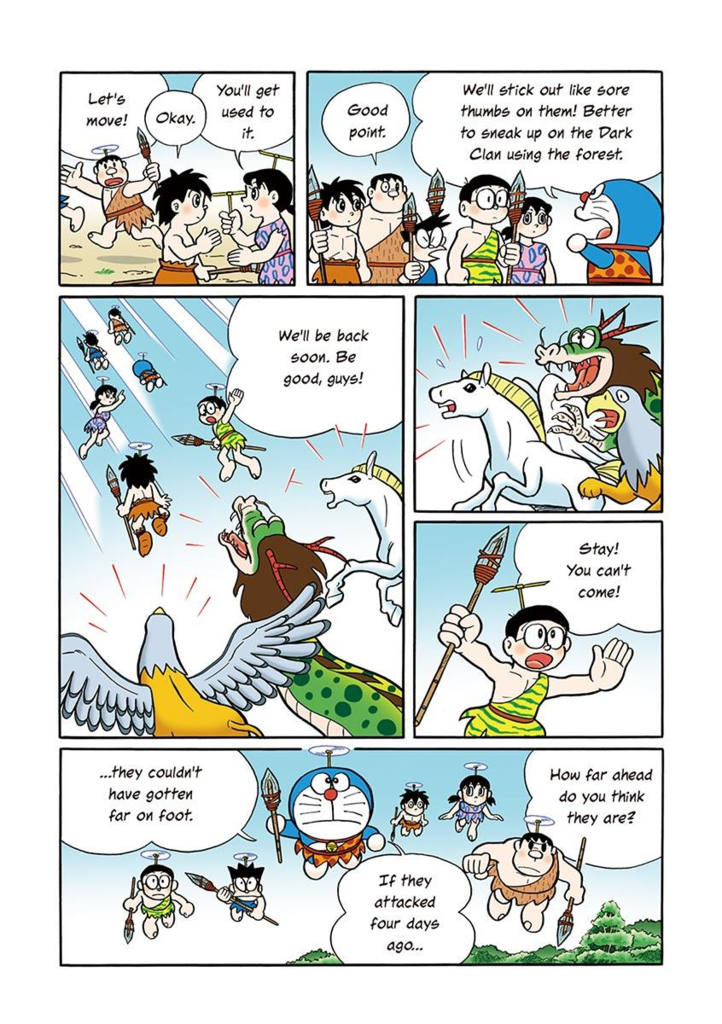 We'll stick out like sore
thumbs on them! Better
to sneak up on the Dark
Clan using the forest.
Good
point.
You'll get
used to
it.
Okay.
Let's
move!
Stay!
You can't
come!
We'll be back
soon. Be
good, guys!
How far ahead
do you think
they are?
If they
attacked
four days
ago...
...they couldn't
have gotten
far on foot.